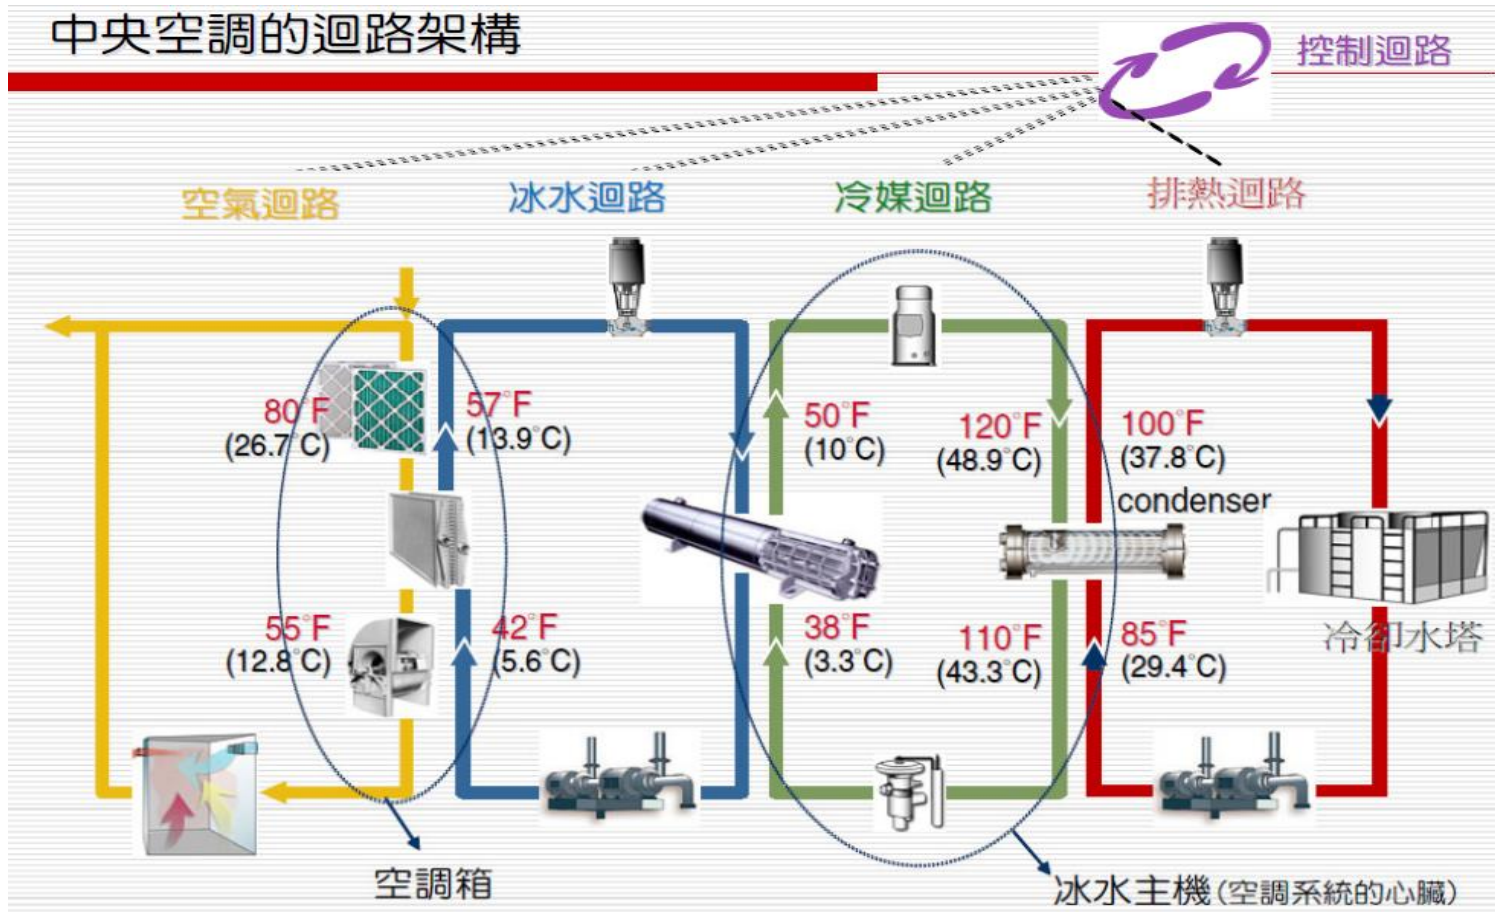 中央空調的迴路架構
控制迴路
空氣迴路
冰水迴路
冷媒迴路
排熱迴路
80°F
(26.7°C)
57°F
(13.9°C)
50°F
(10°C)
120°F
(48.9°C)
100°F
(37.8°C)
condenser
55°F
(12.8°C)
42°F
(5.6°C)
38°F
(3.3°C)
110°F
(43.3°C)
85°F
(29.4°C)
冷卻水塔
空調箱
冰水主機(空調系統的心臟)